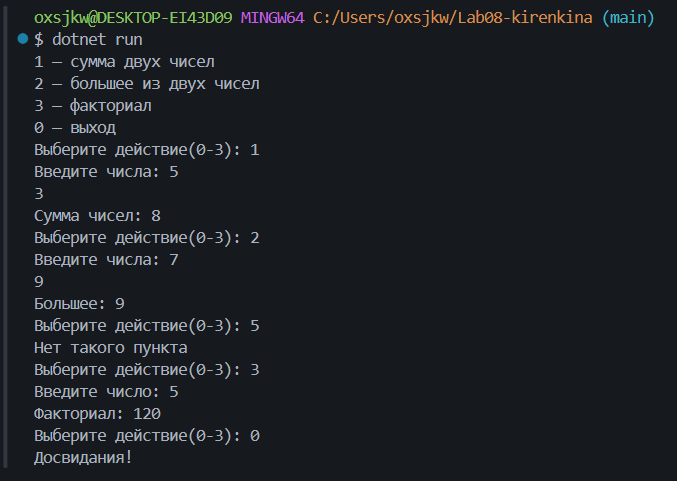 oxsjkw@DESKTOP-EI43D09 MINGW64 C:/Users/oxsjkw/Lab08-kirenkina (main)
$ dotnet run
1 — сумма двух чисел
2 — большее из двух чисел
3 — факториал
0 — выход
Выберите действие(0-3): 1
Введите числа: 5
3
Сумма чисел: 8
Выберите действие(0-3): 2
Введите числа: 7
9
Большее: 9
Выберите действие(0-3): 5
Нет такого пункта
Выберите действие(0-3): 3
Введите число: 5
Факториал: 120
Выберите действие(0-3): 0
Досвидания!